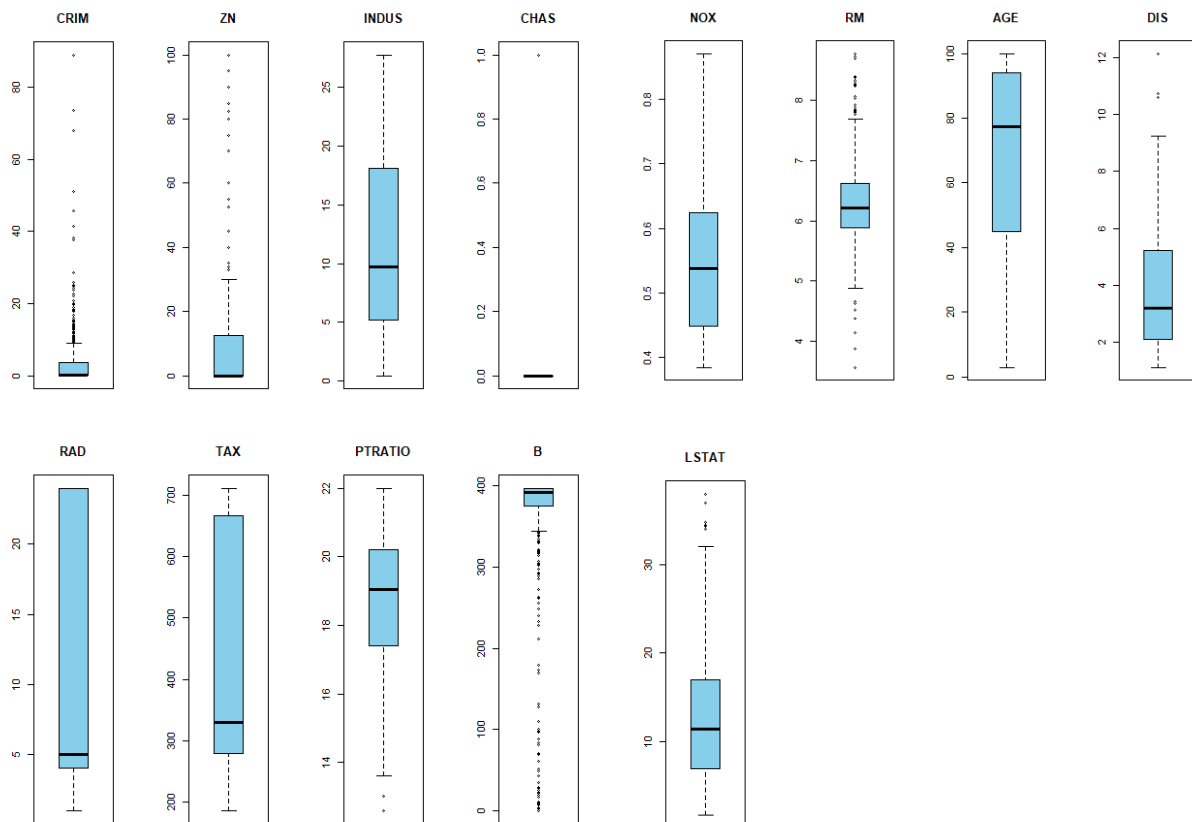 CRIM ZN INDUS CHAS NOX RM AGE DIS
0 20 40 60 80
0 20 40 60 80 100
0 5 10 15 20 25
0.0 0.2 0.4 0.6 0.8 1.0
0.4 0.5 0.6 0.7 0.8
4 5 6 7 8
0 20 40 60 80 100
2 4 6 8 10 12
RAD TAX PTRATIO B LSTAT
5 10 15 20
200 300 400 500 600 700
14 16 18 20 22
0 100 200 300 400
10 20 30